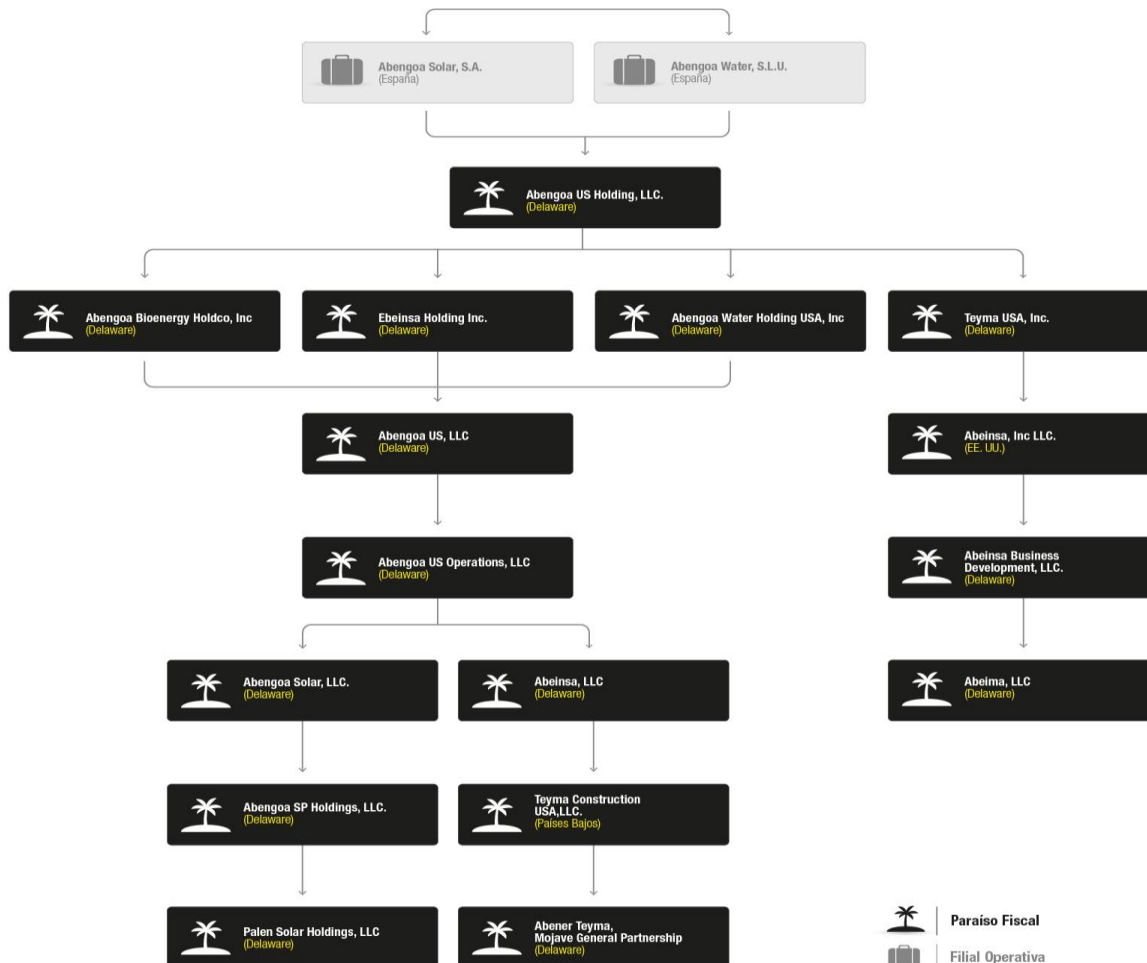 Abengoa Solar, S.A.
(España)
Abengoa Water, S.L.U.
(España)
Abengoa US Holding, LLC.
(Delaware)
Abengoa Bioenergy Holdco, Inc
(Delaware)
Ebeinsa Holding Inc.
(Delaware)
Abengoa Water Holding USA, Inc
(Delaware)
Teyma USA, Inc.
(Delaware)
Abengoa US, LLC
(Delaware)
Abeinsa, Inc LLC.
(EE. UU.)
Abengoa US Operations, LLC
(Delaware)
Abeinsa Business
Development, LLC.
(Delaware)
Abengoa Solar, LLC.
(Delaware)
Abeinsa, LLC
(Delaware)
Abeima, LLC
(Delaware)
Abengoa SP Holdings, LLC.
(Delaware)
Teyma Construction
USA,LLC.
(Países Bajos)
Palen Solar Holdings, LLC
(Delaware)
Abener Teyma,
Mojave General Partnership
(Delaware)
Paraíso Fiscal
Filial Operativa